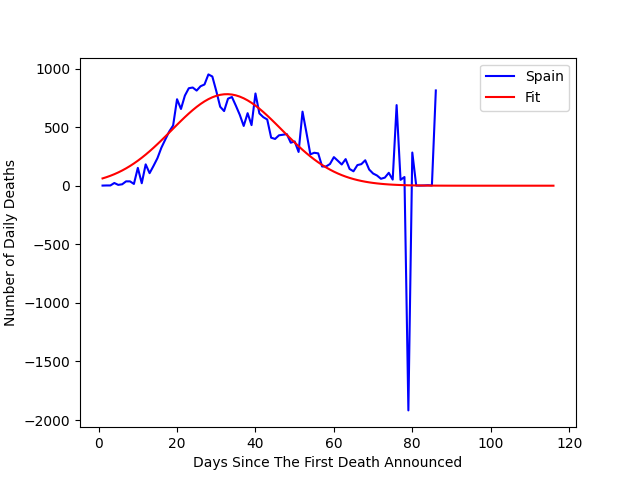 Spain
Fit
1000
500
0
−500
−1000
−1500
−2000
Number of Daily Deaths
0 20 40 60 80 100 120
Days Since The First Death Announced